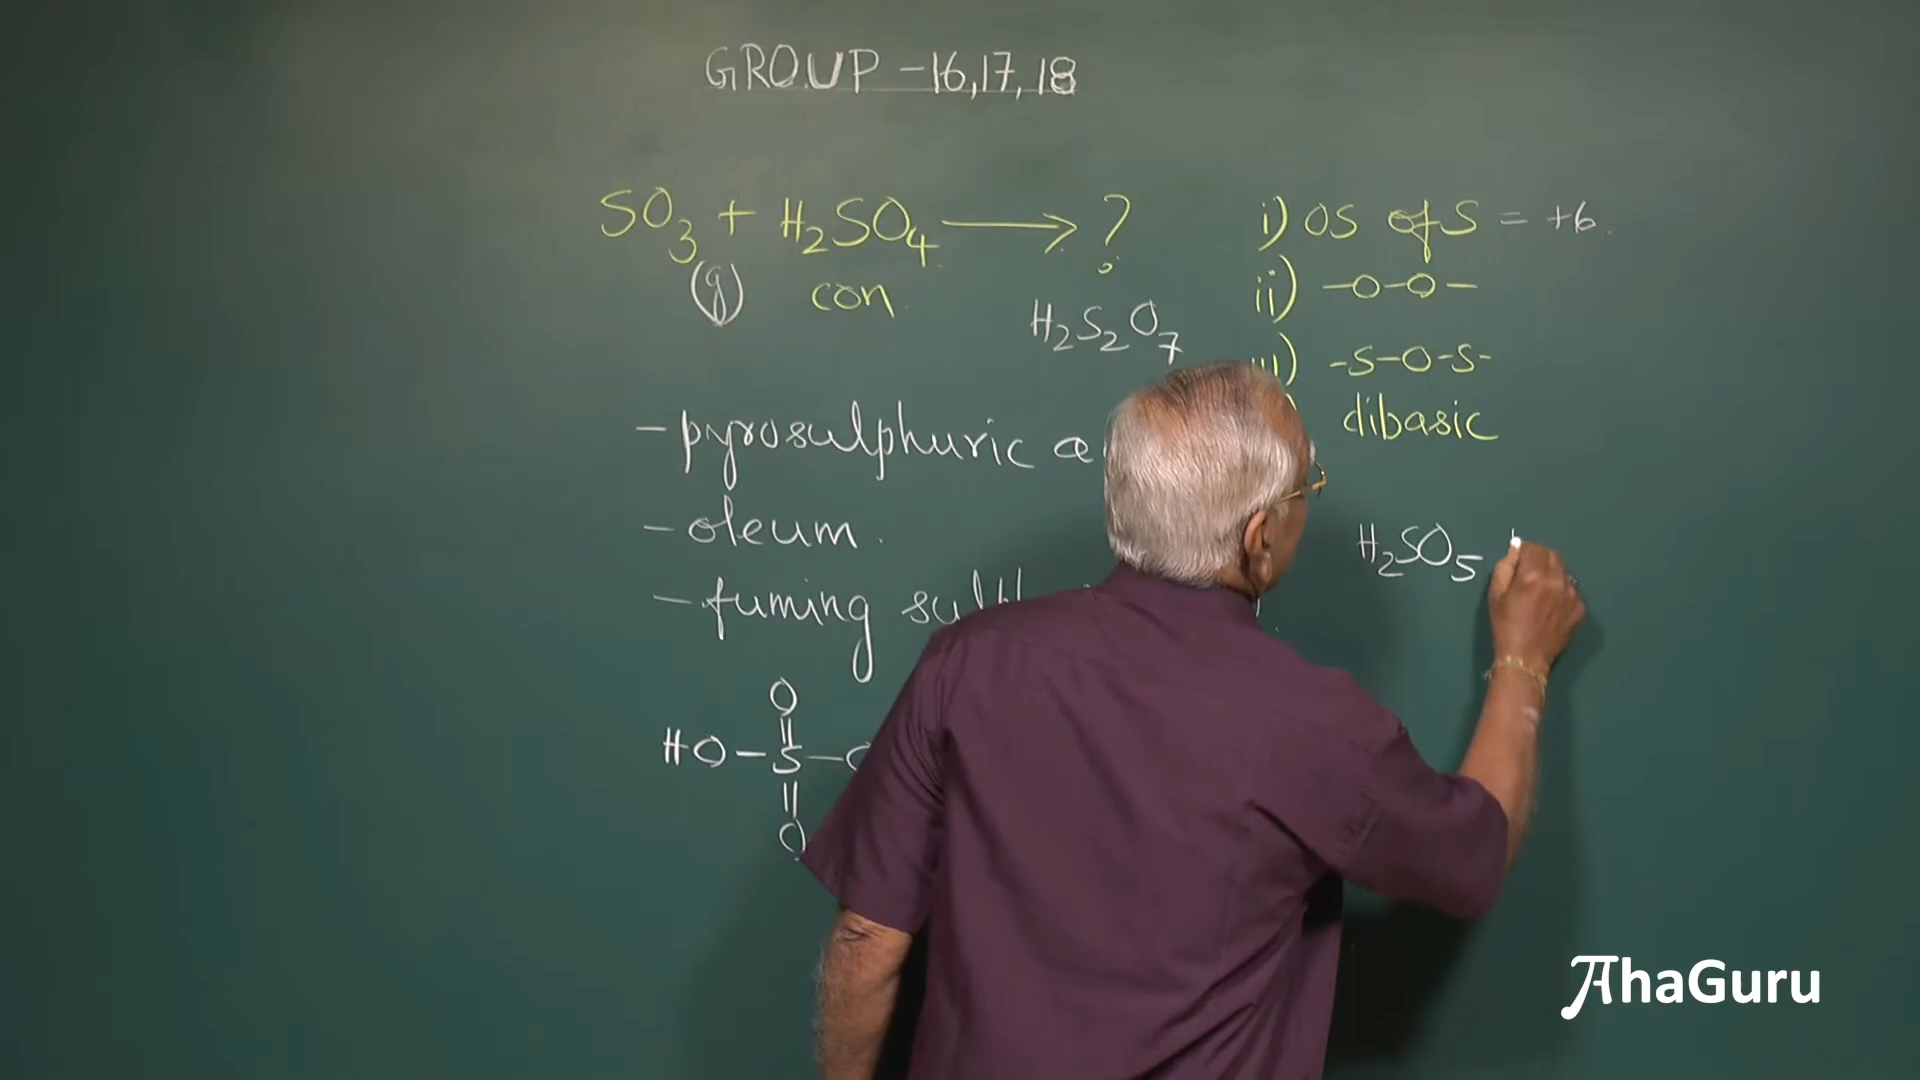 GROUP - 16,17,18
SO₃ + H₂SO₄ ⟶ ?
(g) con.
H₂S₂O₇
i) OS of S = +6.
ii) -O-O-
-S-O-S-
dibasic
- pyrosulphuric a
- oleum.
- fuming
O
HO-S-
O
H₂SO₅
AhaGuru